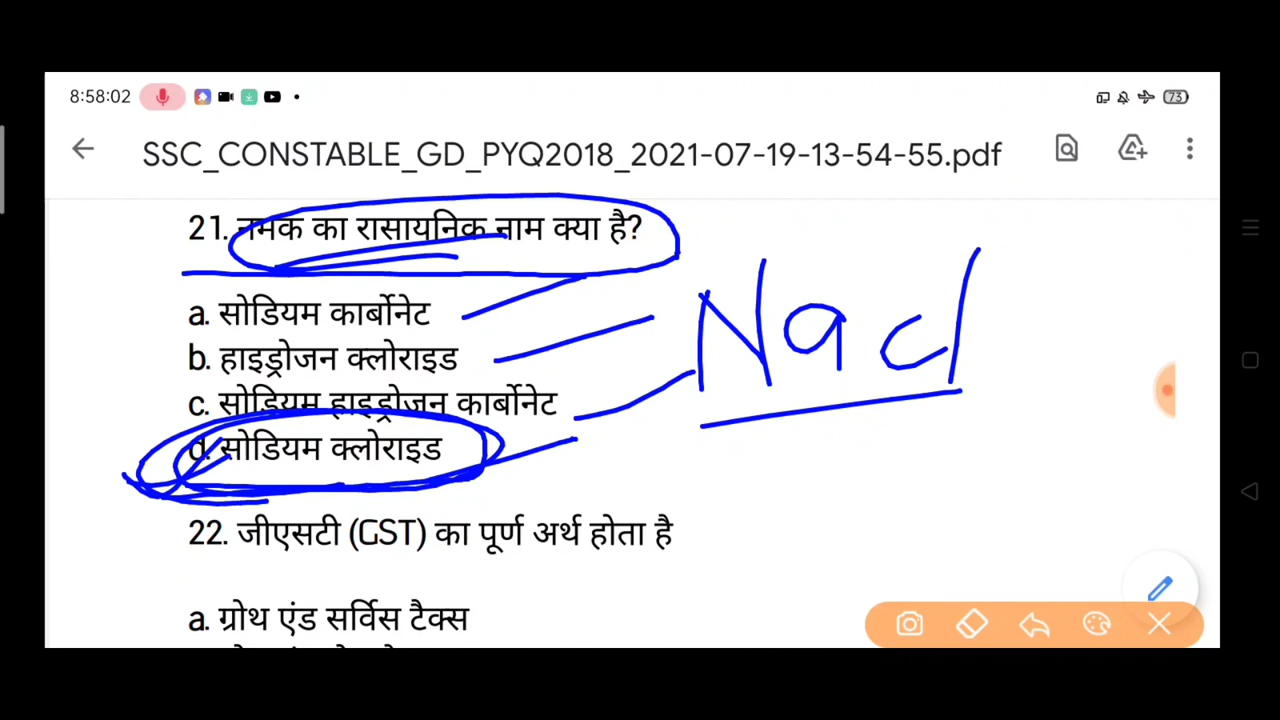 8:58:02
73
SSC_CONSTABLE_GD_PYQ2018_2021-07-19-13-54-55.pdf
21. नमक का रासायनिक नाम क्या है?
a. सोडियम कार्बोनेट
b. हाइड्रोजन क्लोराइड
c. सोडियम हाइड्रोजन कार्बोनेट
d. सोडियम क्लोराइड
Nacl
22. जीएसटी (GST) का पूर्ण अर्थ होता है
a. ग्रोथ एंड सर्विस टैक्स